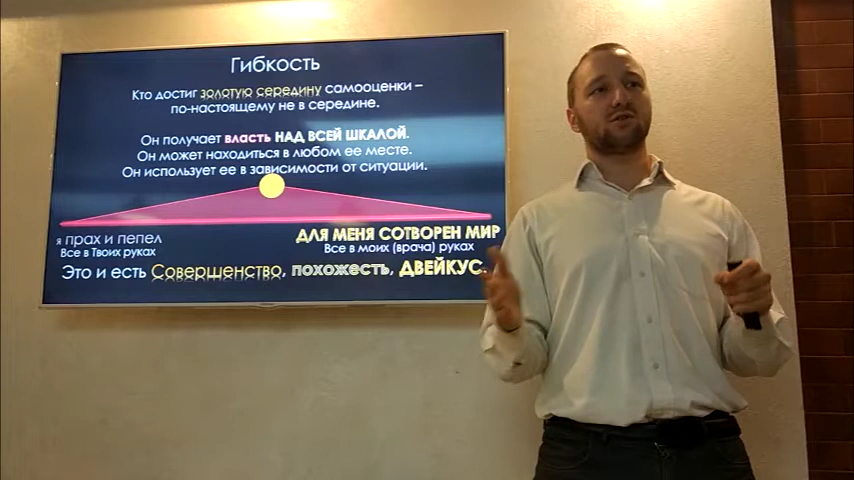 Гибкость
Кто достиг золотую середину самооценки –
по-настоящему не в середине.
Он получает власть НАД ВСЕЙ ШКАЛОЙ.
Он может находиться в любом ее месте.
Он использует ее в зависимости от ситуации.
я прах и пепел
Все в Твоих руках
ДЛЯ МЕНЯ СОТВОРЕН МИР
Все в моих (врача) руках
Это и есть Совершенство, похожесть, ДВЕЙКУС.